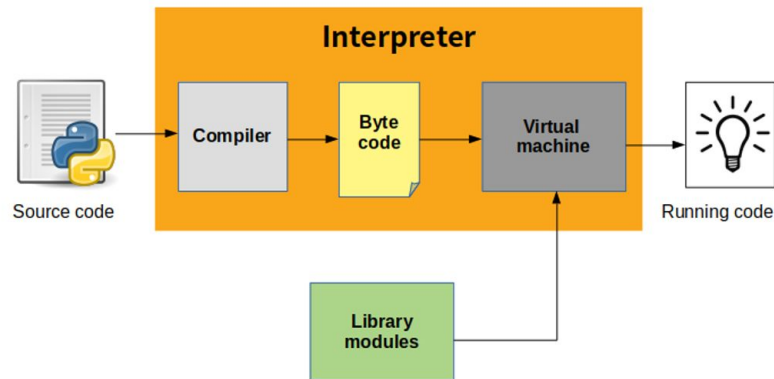 Interpreter
Compiler
Byte
code
Virtual
machine
Source code
Running code
Library
modules